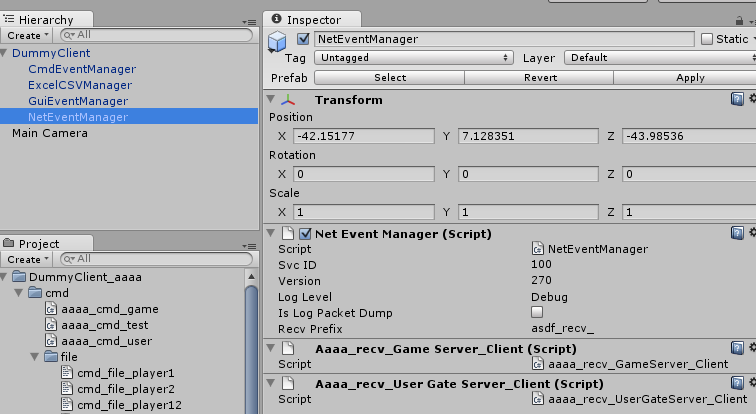 Hierarchy
Create All
DummyClient
CmdEventManager
ExcelCSVManager
GuiEventManager
NetEventManager
Main Camera
Project
Create All
DummyClient_aaaa
cmd
aaaa_cmd_game
aaaa_cmd_test
aaaa_cmd_user
file
cmd_file_player1
cmd_file_player2
cmd_file_player12
Inspector
NetEventManager Static
Tag Untagged Layer Default
Prefab Select Revert Apply
Transform
Position
X -42.15177 Y 7.128351 Z -43.98536
Rotation
X 0 Y 0 Z 0
Scale
X 1 Y 1 Z 1
Net Event Manager (Script)
Script NetEventManager
Svc ID 100
Version 270
Log Level Debug
Is Log Packet Dump
Recv Prefix asdf_recv_
Aaaa_recv_Game Server_Client (Script)
Script aaaa_recv_GameServer_Client
Aaaa_recv_User Gate Server_Client (Script)
Script aaaa_recv_UserGateServer_Client